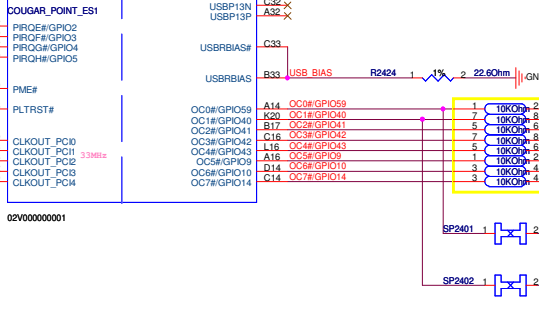 COUGAR_POINT_ES1
USBP13N C32
USBP13P A32
PIRQE#/GPIO2
PIRQF#/GPIO3
PIRQG#/GPIO4
PIRQH#/GPIO5
USBRBIAS# C33
USBRBIAS B33 USB_BIAS R2424 1 1% 2 22.6Ohm GN
PME#
PLTRST#
OC0#/GPIO59 A14 OC0#/GPIO59 1 10KOhm 2
OC1#/GPIO40 K20 OC1#/GPIO40 7 10KOhm 8
OC2#/GPIO41 B17 OC2#/GPIO41 5 10KOhm 6
CLKOUT_PCI0 OC3#/GPIO42 C16 OC3#/GPIO42 7 10KOhm 8
CLKOUT_PCI1 OC4#/GPIO43 L16 OC4#/GPIO43 5 10KOhm 6
CLKOUT_PCI2 33MHz OC5#/GPIO9 A16 OC5#/GPIO9 1 10KOhm 2
CLKOUT_PCI3 OC6#/GPIO10 D14 OC6#/GPIO10 3 10KOhm 4
CLKOUT_PCI4 OC7#/GPIO14 C14 OC7#/GPIO14 3 10KOhm 4
02V000000001
SP2401 1 2
SP2402 1 2